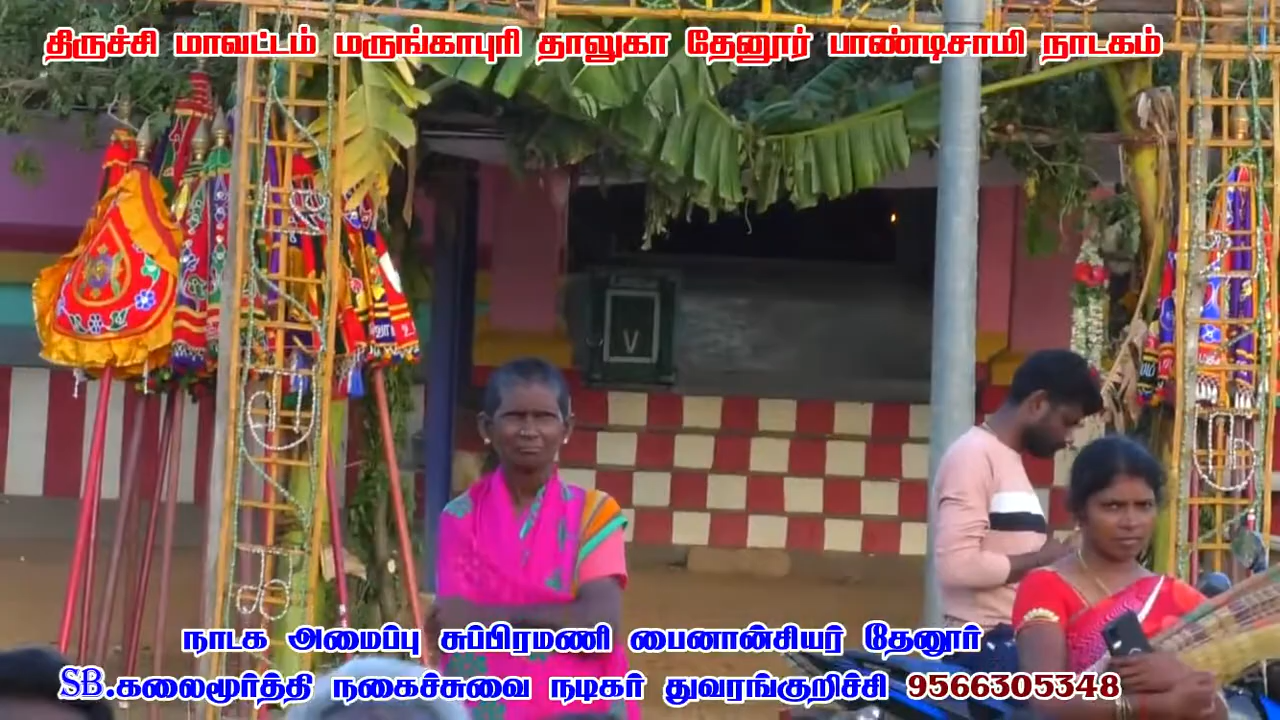 திருச்சி மாவட்டம் மருங்காபுரி தாலுகா தேனூர் பாண்டிசாமி நாடகம்
V
நாடக அமைப்பு சுப்பிரமணி பைனான்சியர் தேனூர்
SB.கலைமூர்த்தி நகைச்சுவை நடிகர் துவரங்குறிச்சி 9566305348